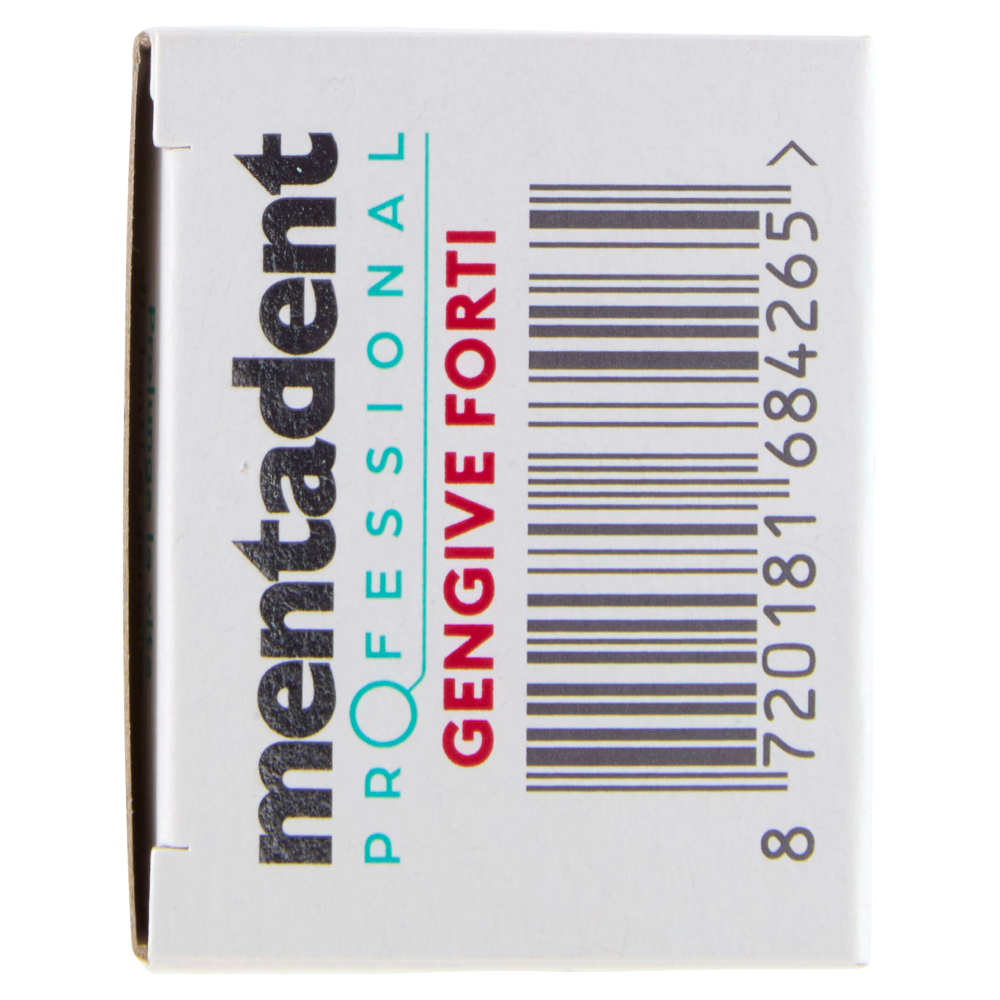 mentadent
PROFESSIONAL
GENGIVE FORTI
8 720181 684265 >